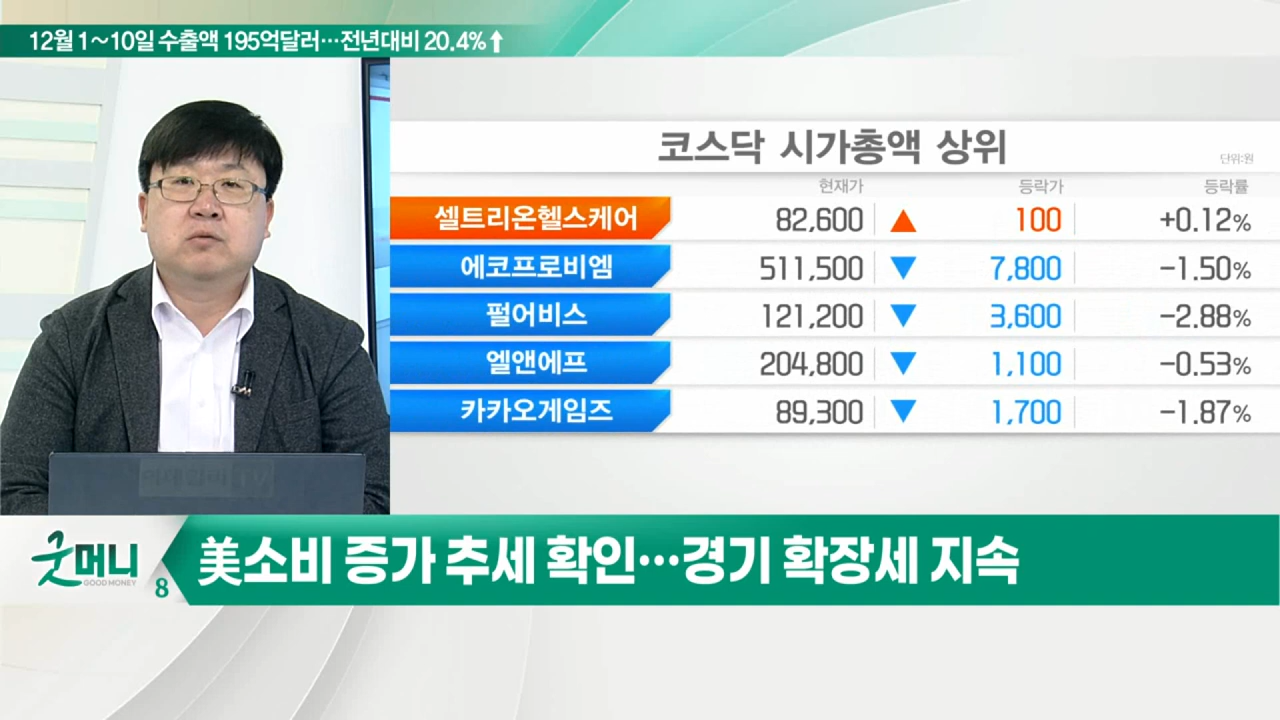 12월 1~10일 수출액 195억달러…전년대비 20.4%↑
코스닥 시가총액 상위
단위:원
현재가 등락가 등락률
셀트리온헬스케어 82,600 ▲ 100 +0.12%
에코프로비엠 511,500 ▼ 7,800 -1.50%
펄어비스 121,200 ▼ 3,600 -2.88%
엘앤에프 204,800 ▼ 1,100 -0.53%
카카오게임즈 89,300 ▼ 1,700 -1.87%
이데일리 TV
굿머니
GOOD MONEY
8
美소비 증가 추세 확인…경기 확장세 지속